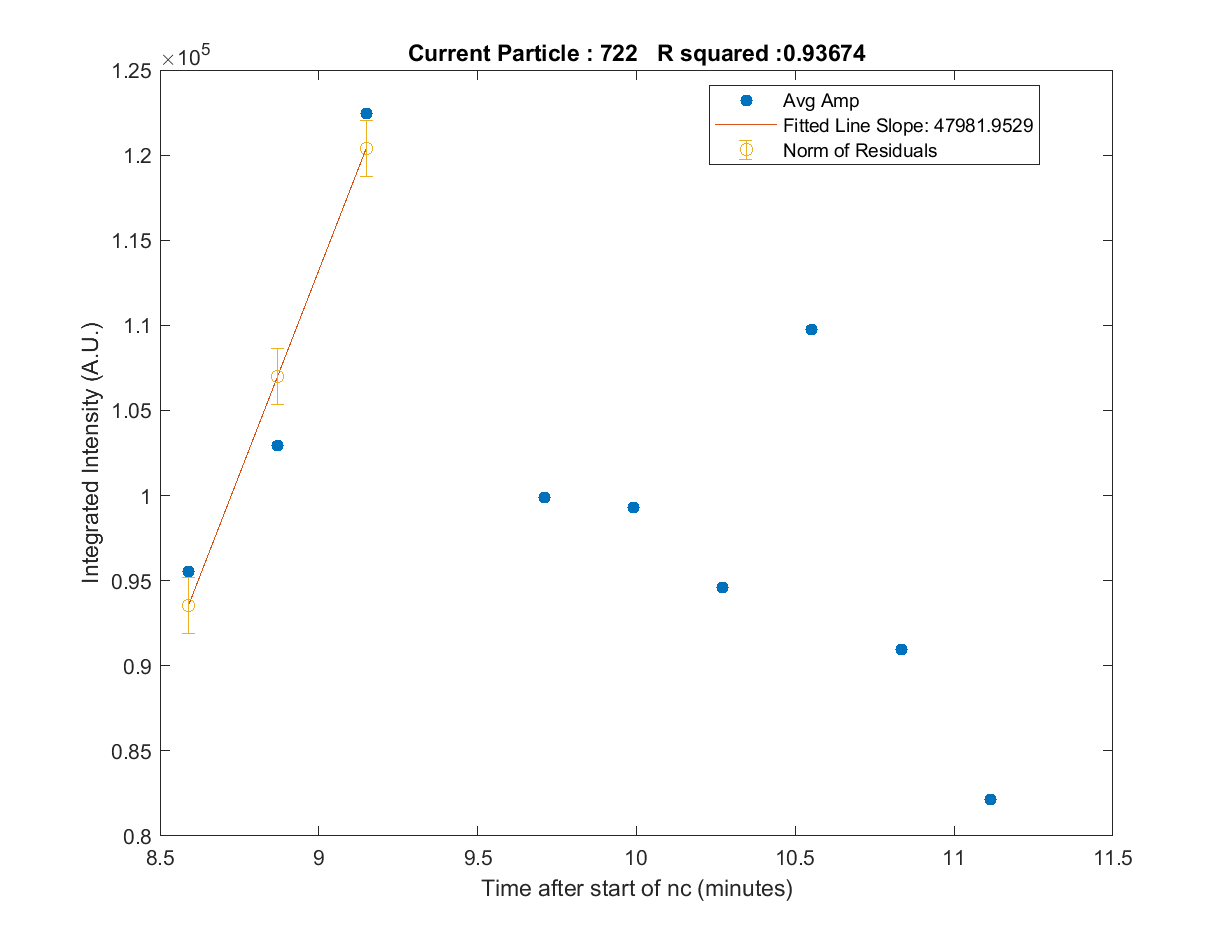 Current Particle : 722 R squared :0.93674
×10^5
1.25
1.2
1.15
1.1
1.05
1
0.95
0.9
0.85
0.8
Integrated Intensity (A.U.)
Avg Amp
Fitted Line Slope: 47981.9529
Norm of Residuals
8.5 9 9.5 10 10.5 11 11.5
Time after start of nc (minutes)